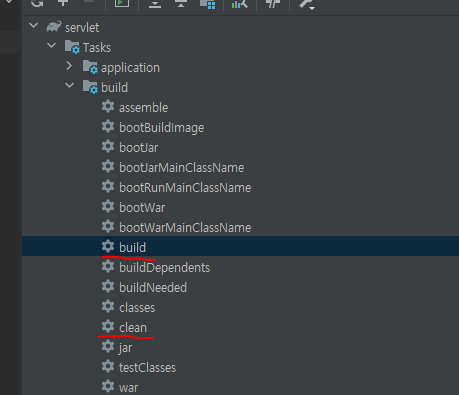 servlet
Tasks
application
build
assemble
bootBuildImage
bootJar
bootJarMainClassName
bootRunMainClassName
bootWar
bootWarMainClassName
build
buildDependents
buildNeeded
classes
clean
jar
testClasses
war